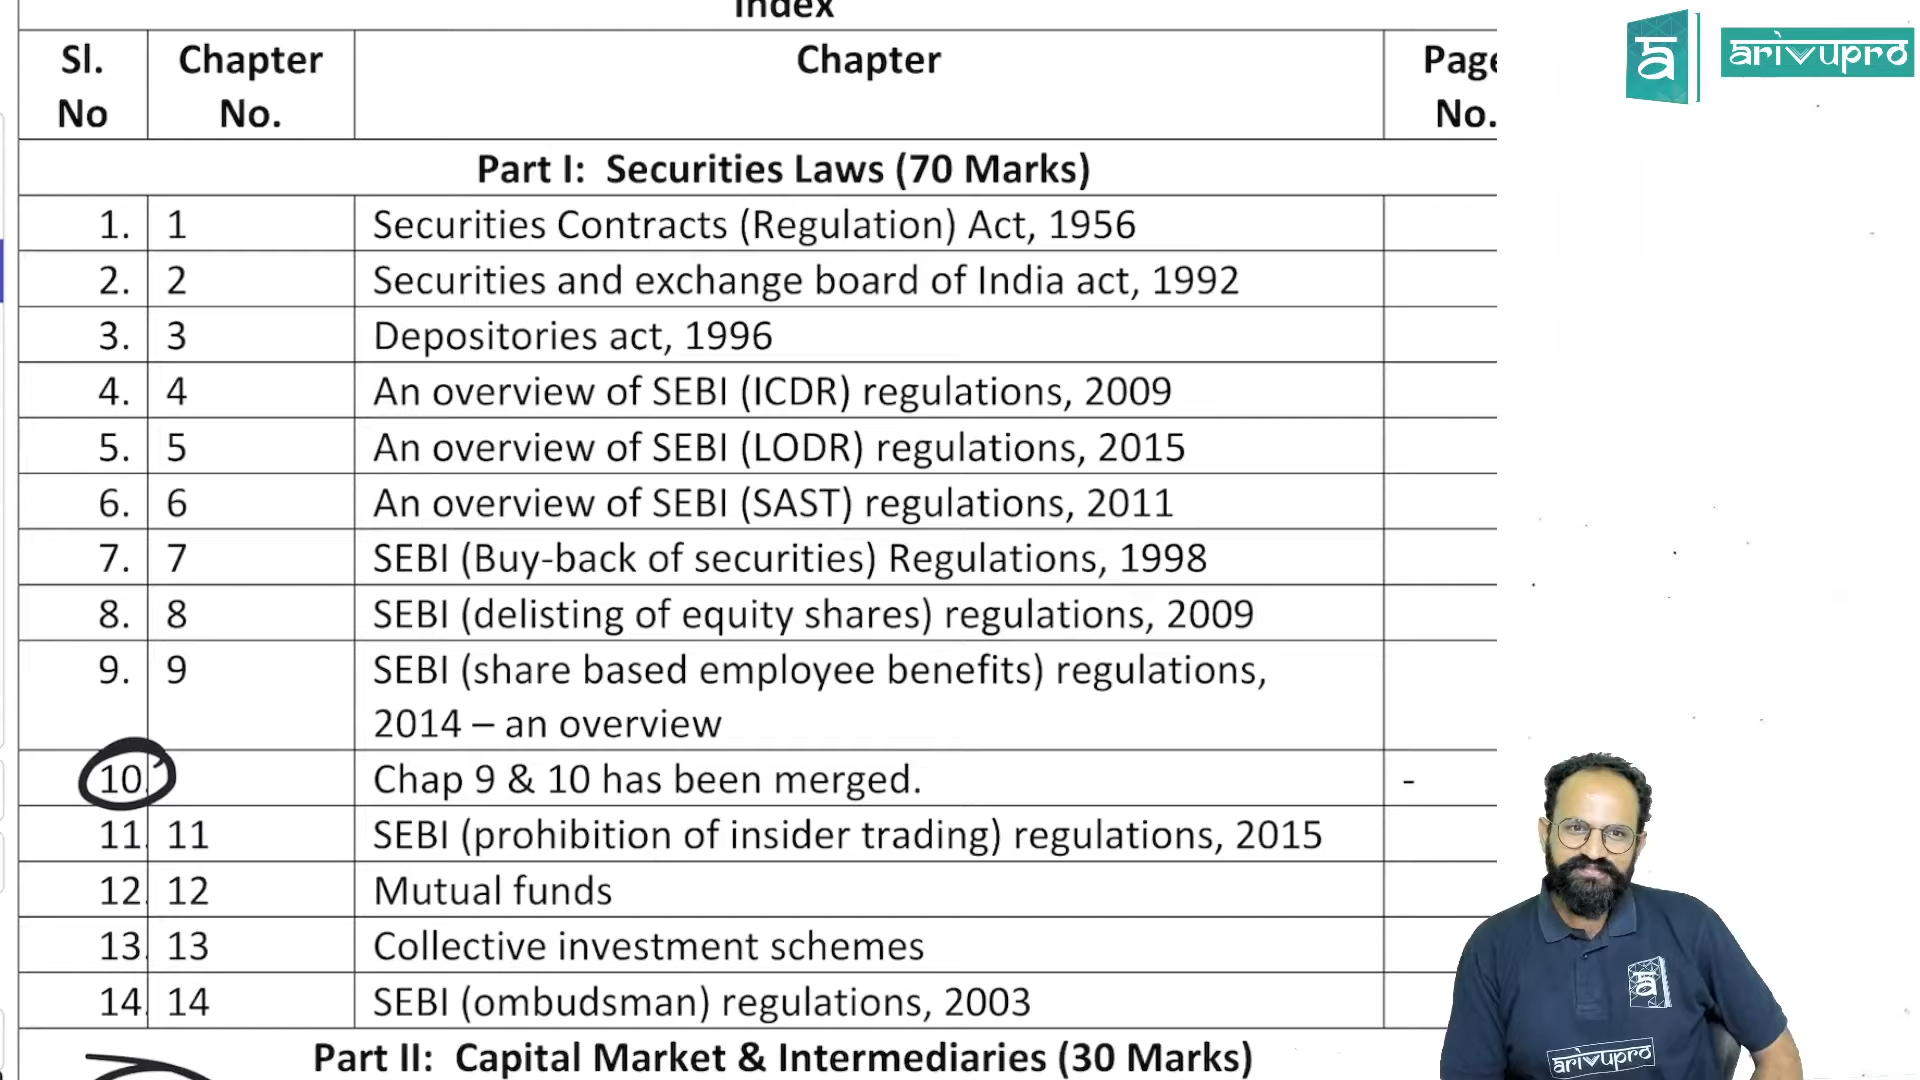 Index
Sl. No
Chapter No.
Chapter
Page No.
Part I: Securities Laws (70 Marks)
1. 1 Securities Contracts (Regulation) Act, 1956
2. 2 Securities and exchange board of India act, 1992
3. 3 Depositories act, 1996
4. 4 An overview of SEBI (ICDR) regulations, 2009
5. 5 An overview of SEBI (LODR) regulations, 2015
6. 6 An overview of SEBI (SAST) regulations, 2011
7. 7 SEBI (Buy-back of securities) Regulations, 1998
8. 8 SEBI (delisting of equity shares) regulations, 2009
9. 9 SEBI (share based employee benefits) regulations,
2014 – an overview
10. Chap 9 & 10 has been merged. -
11. 11 SEBI (prohibition of insider trading) regulations, 2015
12. 12 Mutual funds
13. 13 Collective investment schemes
14. 14 SEBI (ombudsman) regulations, 2003
Part II: Capital Market & Intermediaries (30 Marks)
arivupro
arivupro